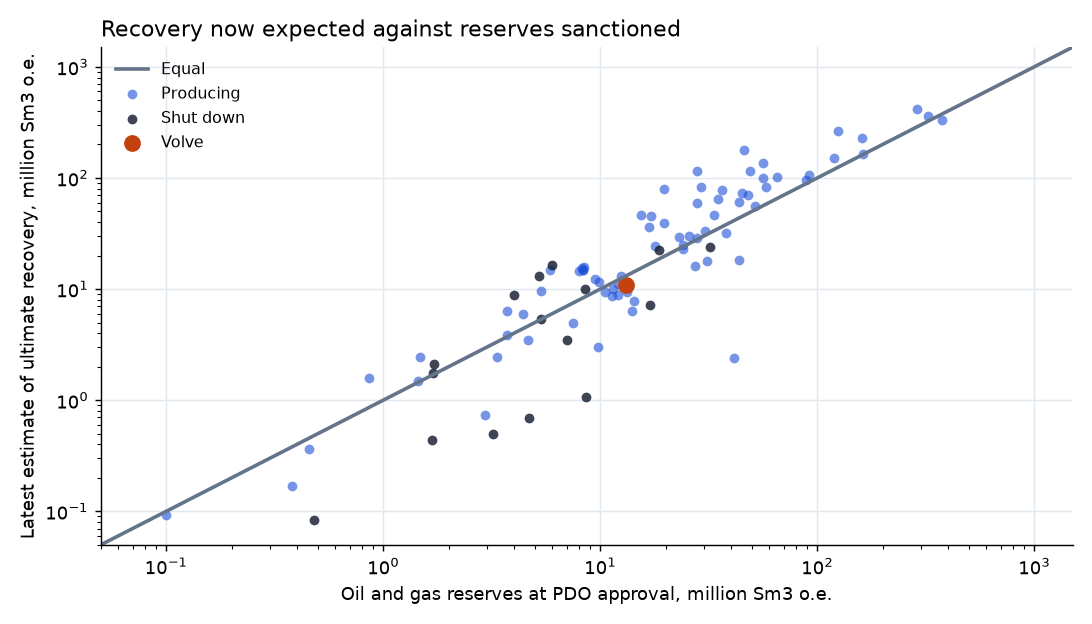 Recovery now expected against reserves sanctioned
Latest estimate of ultimate recovery, million Sm3 o.e.
10³
10²
10¹
10⁰
10⁻¹
Equal
Producing
Shut down
Volve
10⁻¹ 10⁰ 10¹ 10² 10³
Oil and gas reserves at PDO approval, million Sm3 o.e.